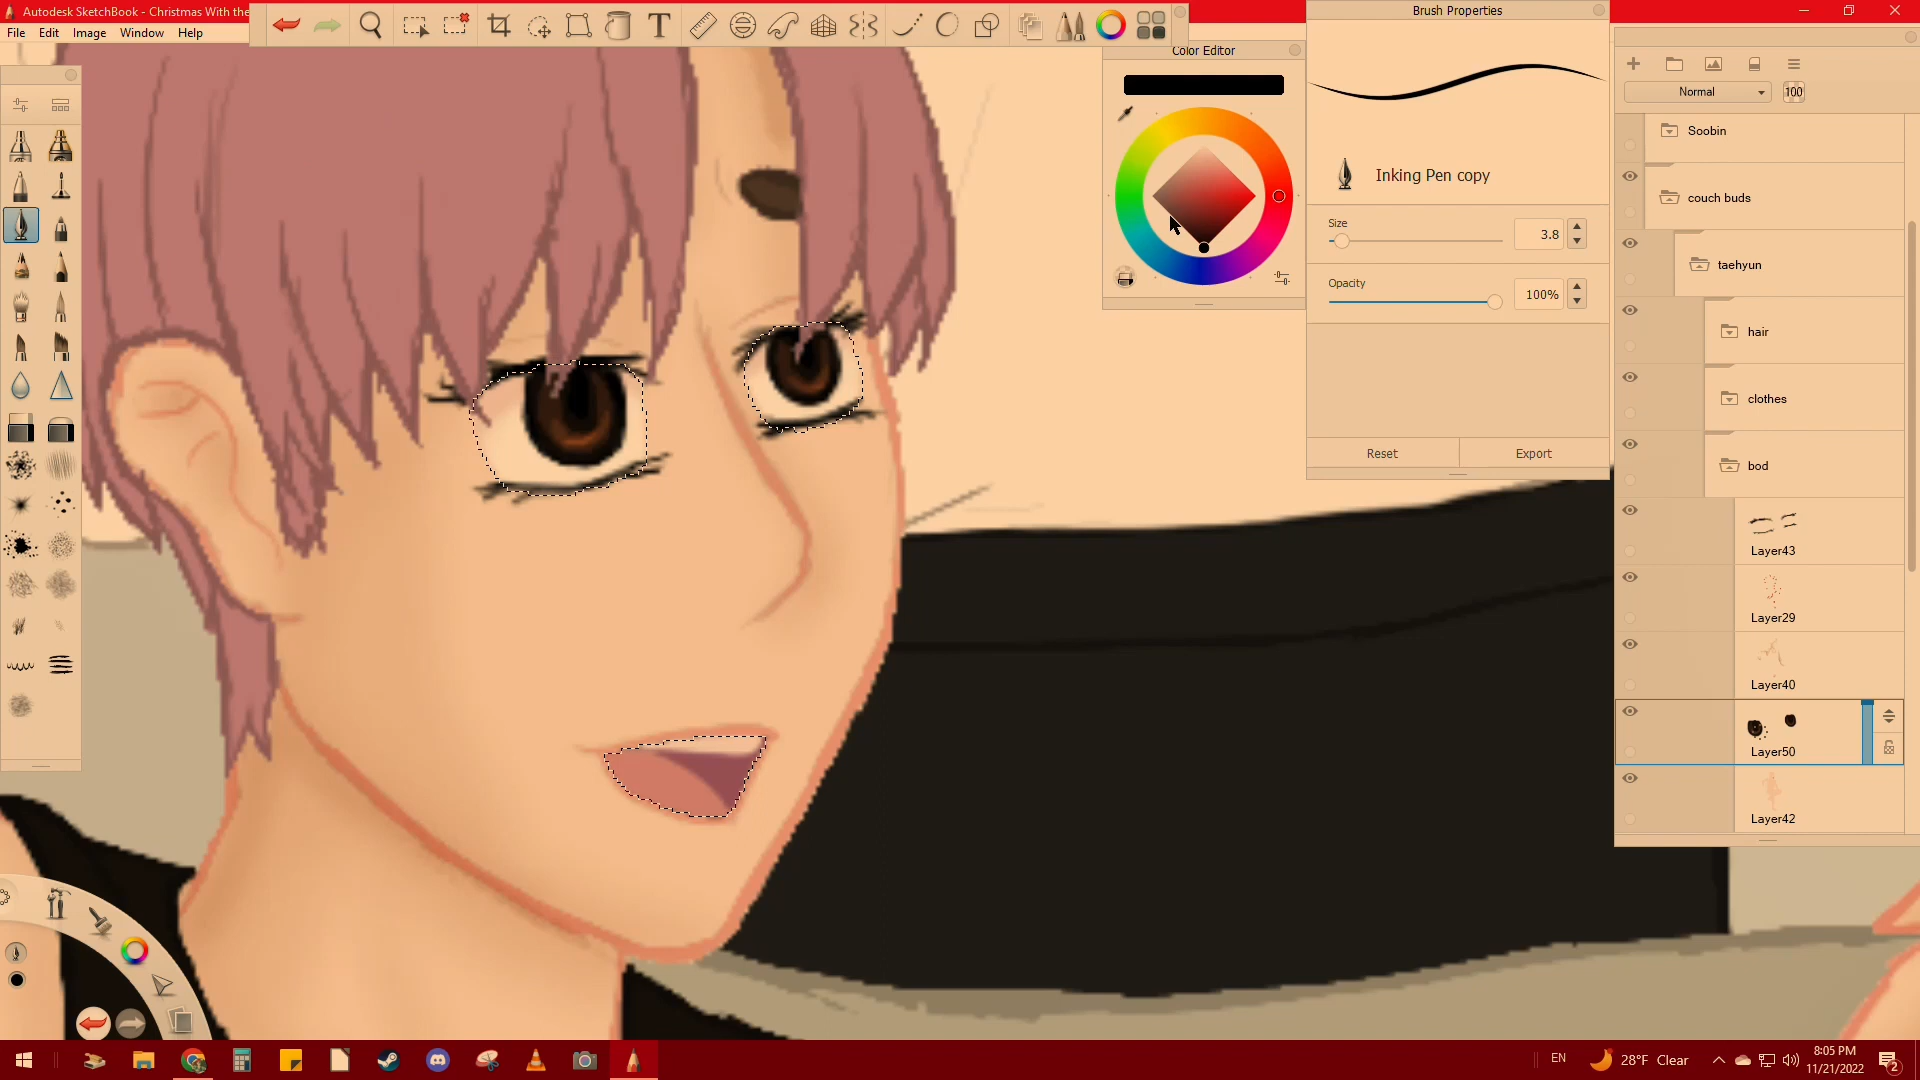 Autodesk SketchBook - Christmas With the
File Edit Image Window Help
T
Brush Properties
Color Editor
Inking Pen copy
Size
3.8
Opacity
100%
Reset
Export
Normal
100
Soobin
couch buds
taehyun
hair
clothes
bod
Layer43
Layer29
Layer40
Layer50
Layer42
EN
28°F Clear
8:05 PM
11/21/2022
2